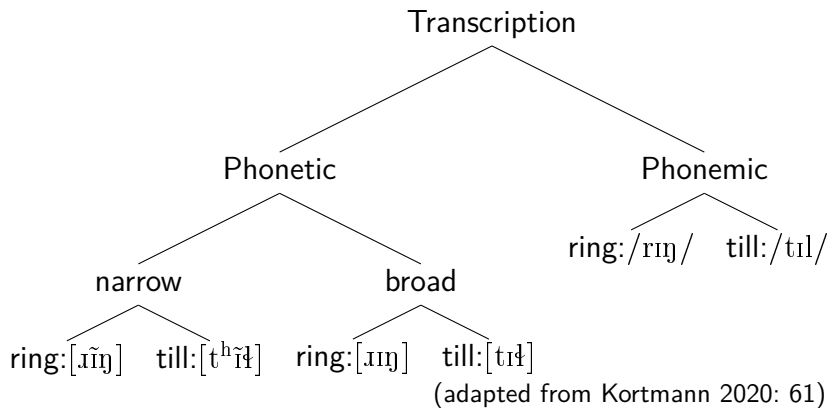 Transcription
Phonetic
Phonemic
ring:/rɪŋ/
till:/tɪl/
narrow
broad
ring:[ɹɪ̃ŋ]
till:[tʰɪ̃ɫ]
ring:[ɹɪŋ]
till:[tɪɫ]
(adapted from Kortmann 2020: 61)